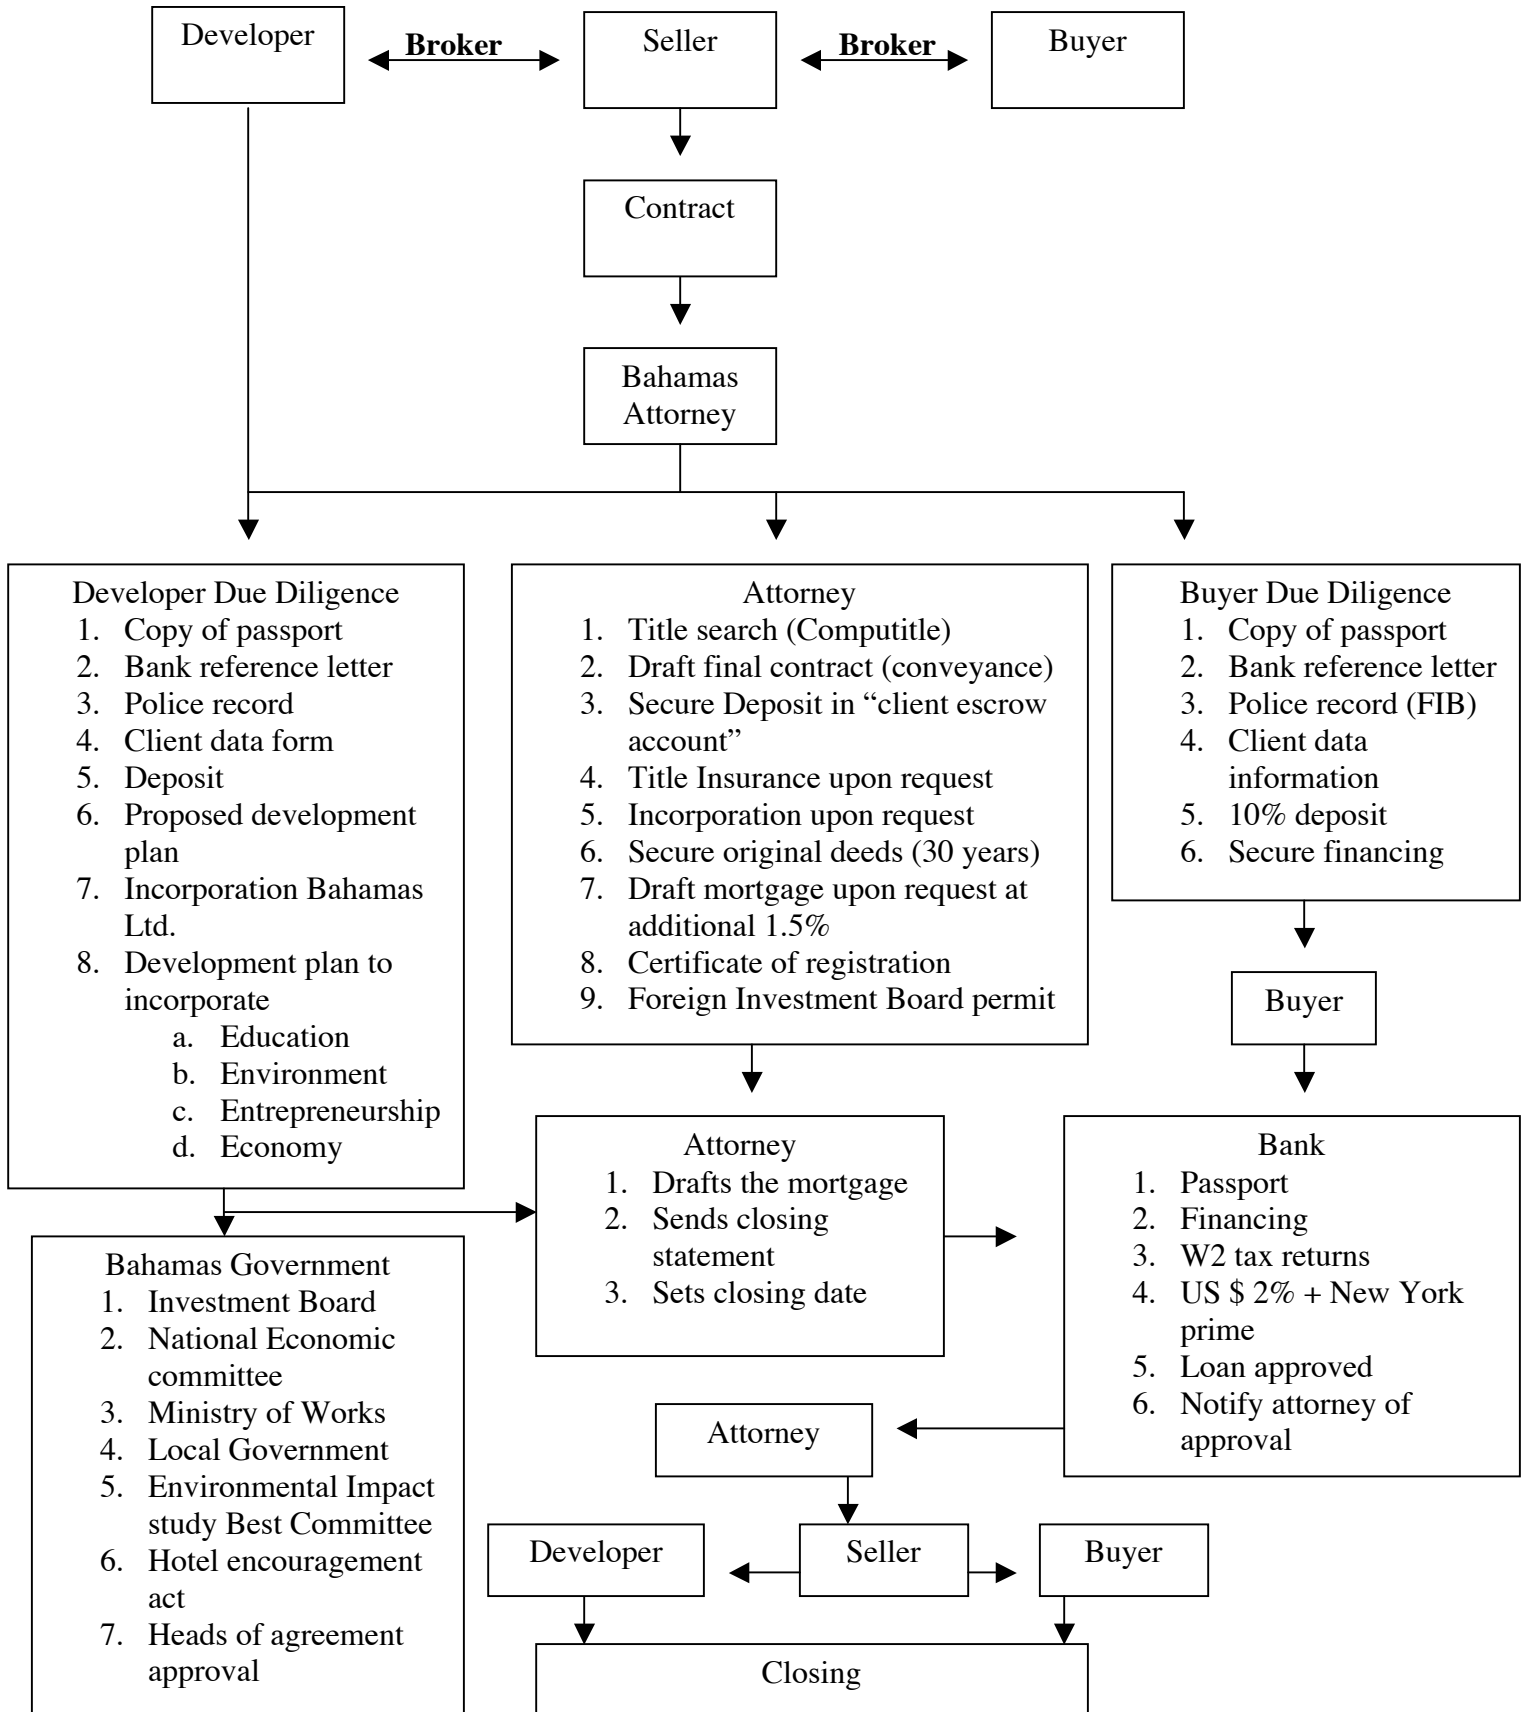 Developer
Broker
Seller
Broker
Buyer
Contract
Bahamas
Attorney
Developer Due Diligence
1. Copy of passport
2. Bank reference letter
3. Police record
4. Client data form
5. Deposit
6. Proposed development
plan
7. Incorporation Bahamas
Ltd.
8. Development plan to
incorporate
a. Education
b. Environment
c. Entrepreneurship
d. Economy
Attorney
1. Title search (Computitle)
2. Draft final contract (conveyance)
3. Secure Deposit in “client escrow
account”
4. Title Insurance upon request
5. Incorporation upon request
6. Secure original deeds (30 years)
7. Draft mortgage upon request at
additional 1.5%
8. Certificate of registration
9. Foreign Investment Board permit
Buyer Due Diligence
1. Copy of passport
2. Bank reference letter
3. Police record (FIB)
4. Client data
information
5. 10% deposit
6. Secure financing
Buyer
Attorney
1. Drafts the mortgage
2. Sends closing
statement
3. Sets closing date
Bank
1. Passport
2. Financing
3. W2 tax returns
4. US $ 2% + New York
prime
5. Loan approved
6. Notify attorney of
approval
Bahamas Government
1. Investment Board
2. National Economic
committee
3. Ministry of Works
4. Local Government
5. Environmental Impact
study Best Committee
6. Hotel encouragement
act
7. Heads of agreement
approval
Attorney
Developer
Seller
Buyer
Closing